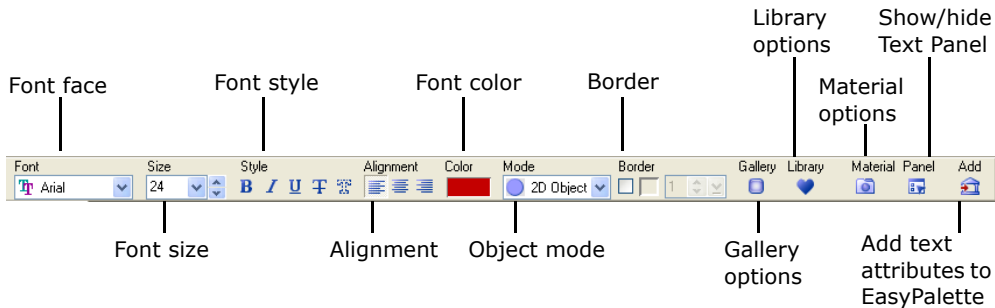 Library options
Show/hide Text Panel
Font face
Font style
Font color
Border
Material options
Font
Size
Style
Alignment
Color
Mode
Border
Gallery
Library
Material
Panel
Add
Arial
24
B I U T T
2D Object
1
Font size
Alignment
Object mode
Gallery options
Add text attributes to EasyPalette